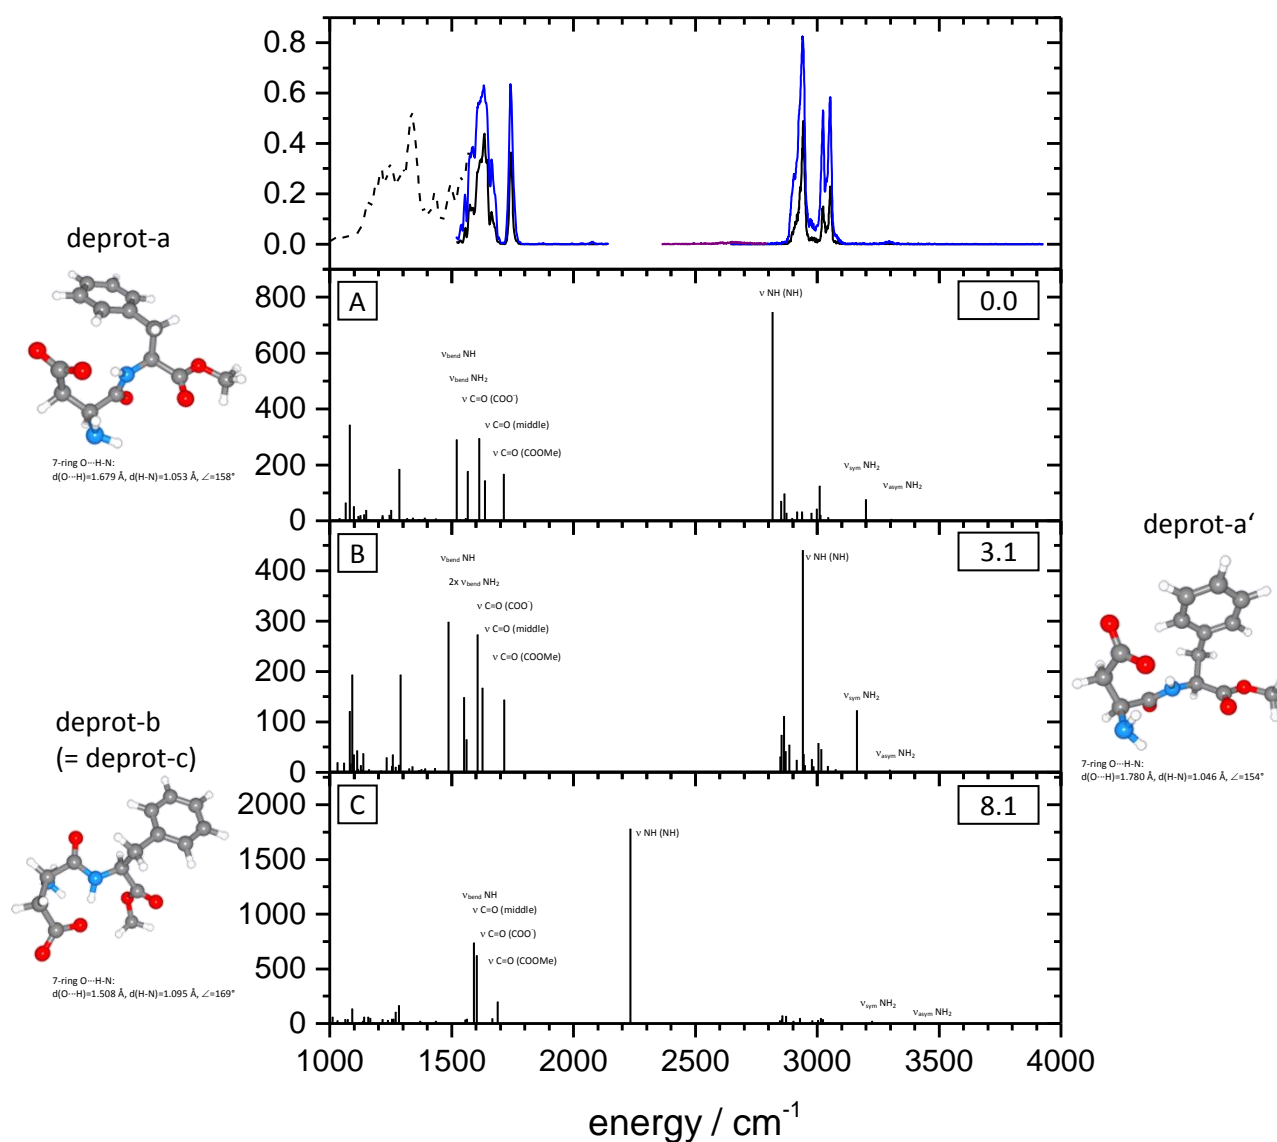 0.8
0.6
0.4
0.2
0.0
deprot-a
7-ring O···H-N:
d(O···H)=1.679 Å, d(H-N)=1.053 Å, ∠=158°
A
0.0
800
600
400
200
0
ν NH (NH)
νbend NH
νbend NH2
ν C=O (COO-)
ν C=O (middle)
ν C=O (COOMe)
νsym NH2
νasym NH2
B
3.1
400
300
200
100
0
νbend NH
2x νbend NH2
ν C=O (COO-)
ν C=O (middle)
ν C=O (COOMe)
ν NH (NH)
νsym NH2
νasym NH2
deprot-a‘
7-ring O···H-N:
d(O···H)=1.780 Å, d(H-N)=1.046 Å, ∠=154°
deprot-b
(= deprot-c)
7-ring O···H-N:
d(O···H)=1.508 Å, d(H-N)=1.095 Å, ∠=169°
C
8.1
2000
1500
1000
500
0
ν NH (NH)
νbend NH
ν C=O (middle)
ν C=O (COO-)
ν C=O (COOMe)
νsym NH2
νasym NH2
1000 1500 2000 2500 3000 3500 4000
energy / cm-1